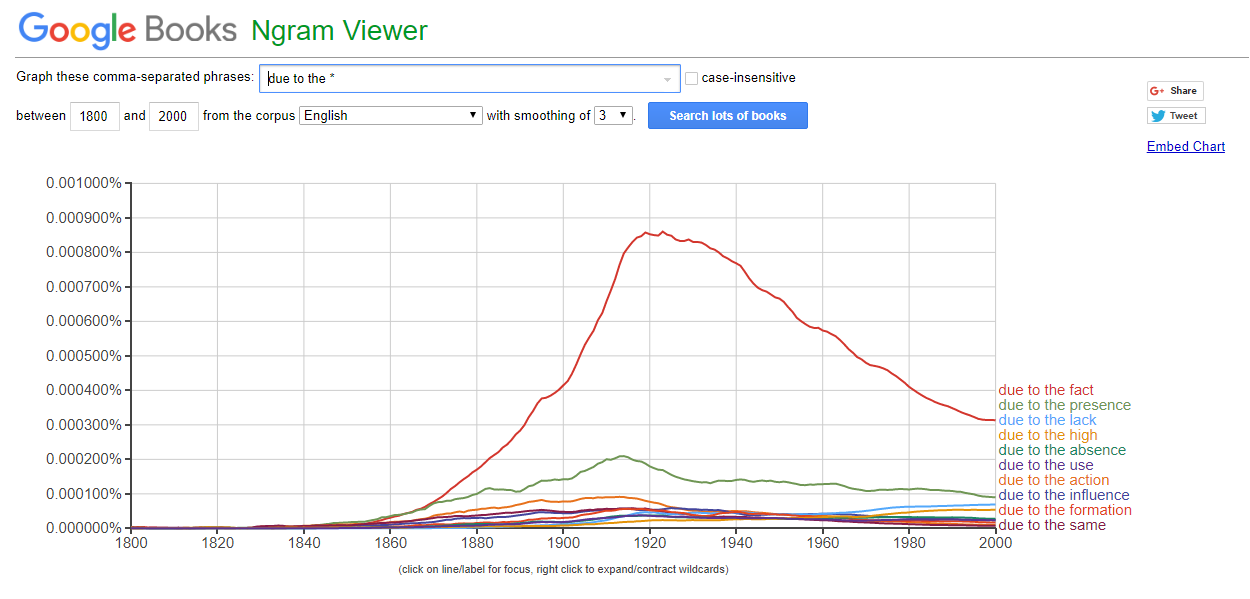 Google Books Ngram Viewer
Graph these comma-separated phrases: due to the * case-insensitive
between 1800 and 2000 from the corpus English with smoothing of 3 . Search lots of books
G+ Share
Tweet
Embed Chart
0.001000%
0.000900%
0.000800%
0.000700%
0.000600%
0.000500%
0.000400%
0.000300%
0.000200%
0.000100%
0.000000%
1800 1820 1840 1860 1880 1900 1920 1940 1960 1980 2000
due to the fact
due to the presence
due to the lack
due to the high
due to the absence
due to the use
due to the action
due to the influence
due to the formation
due to the same
(click on line/label for focus, right click to expand/contract wildcards)